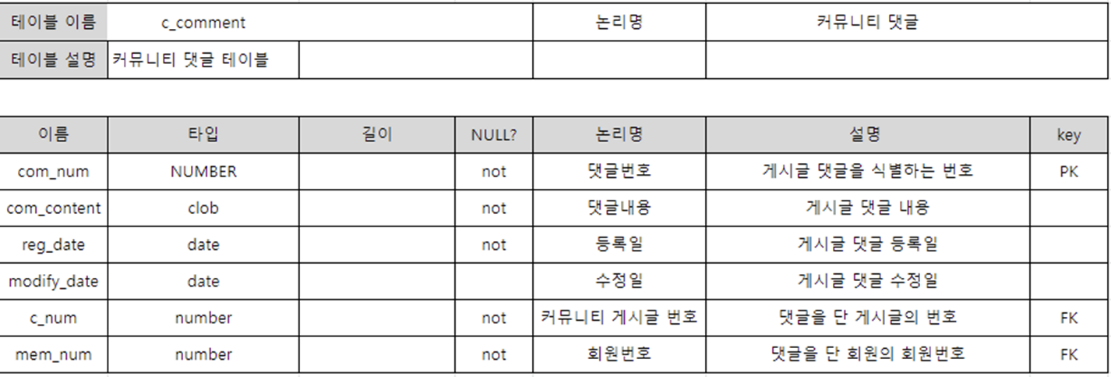 테이블 이름 c_comment 논리명 커뮤니티 댓글
테이블 설명 커뮤니티 댓글 테이블
이름 타입 길이 NULL? 논리명 설명 key
com_num NUMBER not 댓글번호 게시글 댓글을 식별하는 번호 PK
com_content clob not 댓글내용 게시글 댓글 내용
reg_date date not 등록일 게시글 댓글 등록일
modify_date date 수정일 게시글 댓글 수정일
c_num number not 커뮤니티 게시글 번호 댓글을 단 게시글의 번호 FK
mem_num number not 회원번호 댓글을 단 회원의 회원번호 FK